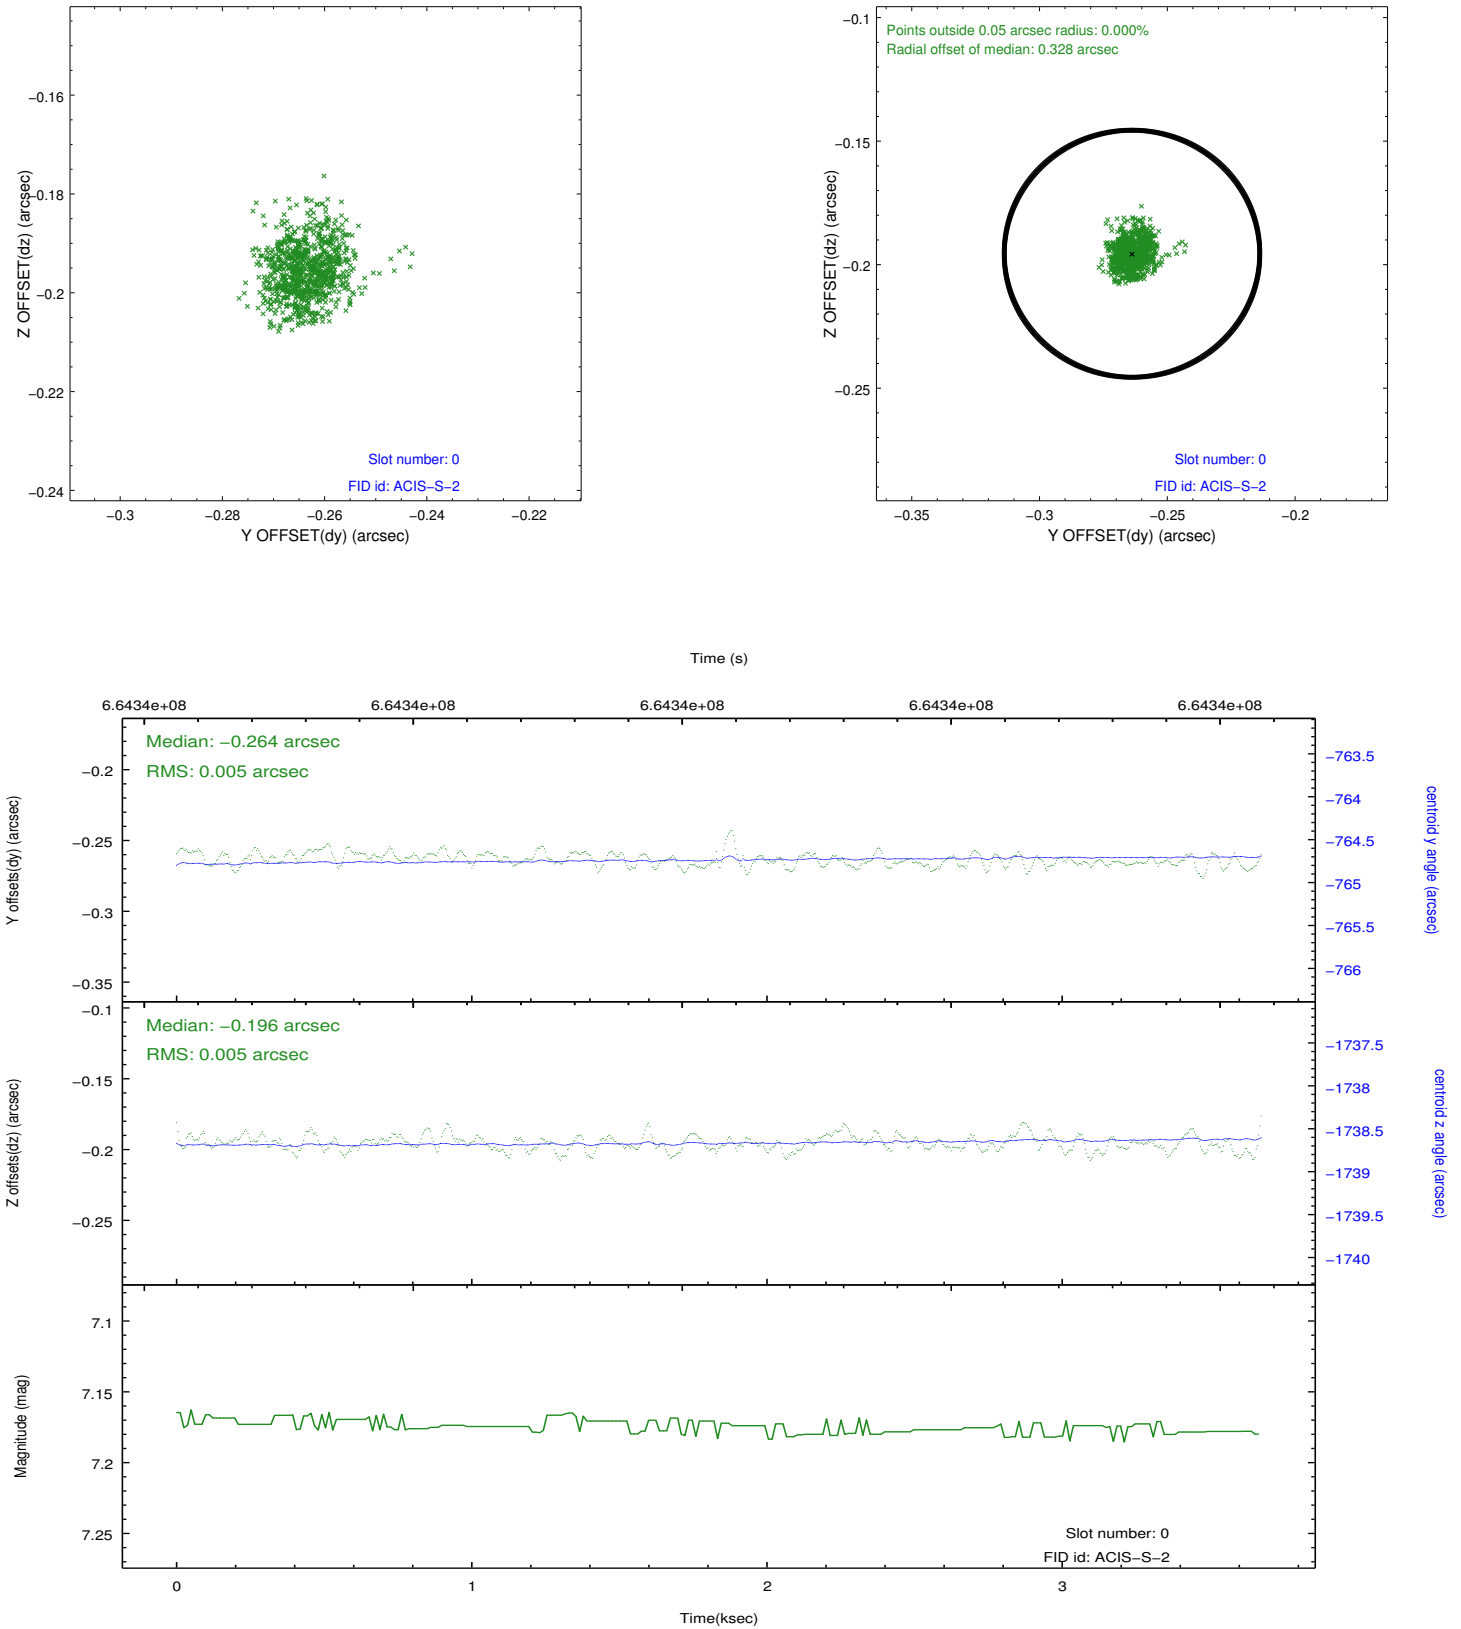 −0.16
−0.18
−0.2
−0.22
−0.24
Z OFFSET(dz) (arcsec)
Slot number: 0
FID id: ACIS−S−2
−0.3
−0.28
−0.26
−0.24
−0.22
Y OFFSET(dy) (arcsec)
−0.1
−0.15
−0.2
−0.25
Z OFFSET(dz) (arcsec)
Points outside 0.05 arcsec radius: 0.000%
Radial offset of median: 0.328 arcsec
Slot number: 0
FID id: ACIS−S−2
−0.35
−0.3
−0.25
−0.2
Y OFFSET(dy) (arcsec)
Time (s)
6.6434e+08
6.6434e+08
6.6434e+08
6.6434e+08
6.6434e+08
Median: −0.264 arcsec
RMS: 0.005 arcsec
−0.2
−0.25
−0.3
−0.35
Y offsets(dy) (arcsec)
−763.5
−764
−764.5
−765
−765.5
−766
centroid y angle (arcsec)
Median: −0.196 arcsec
RMS: 0.005 arcsec
−0.1
−0.15
−0.2
−0.25
Z offsets(dz) (arcsec)
−1737.5
−1738
−1738.5
−1739
−1739.5
−1740
centroid z angle (arcsec)
7.1
7.15
7.2
7.25
Magnitude (mag)
Slot number: 0
FID id: ACIS−S−2
0
1
2
3
Time(ksec)